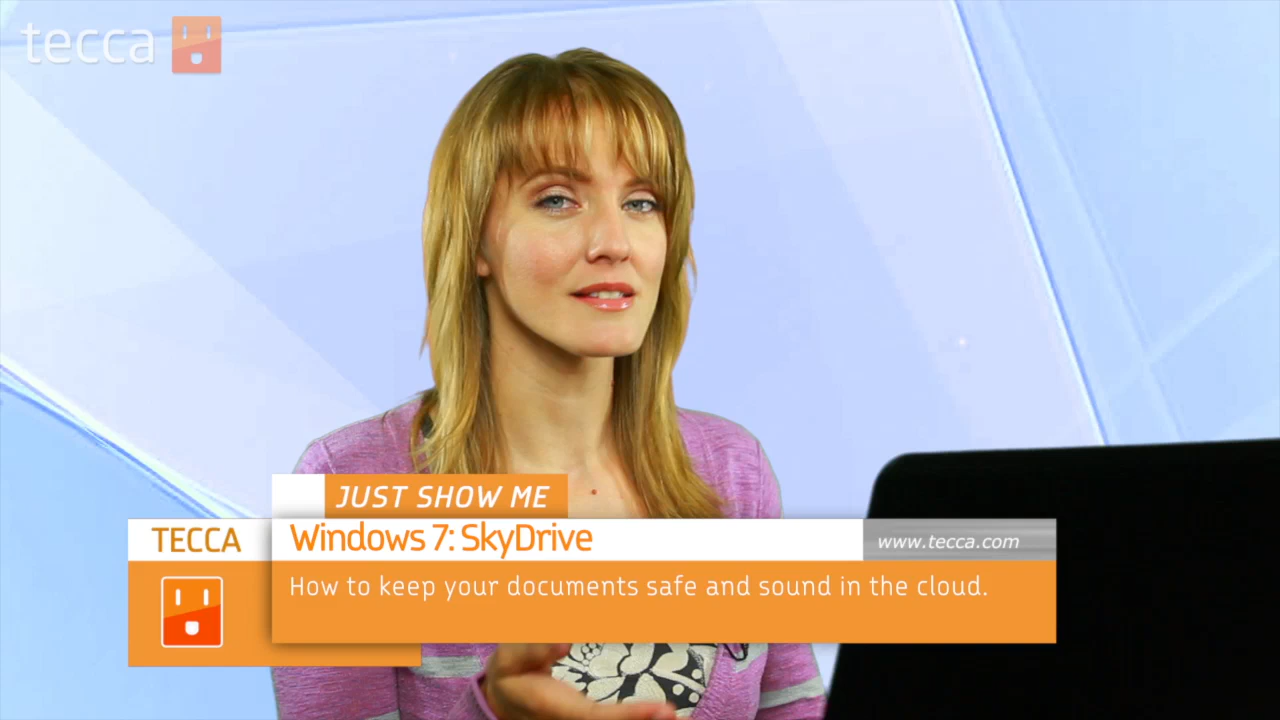 tecca
JUST SHOW ME
TECCA
Windows 7: SkyDrive
www.tecca.com
How to keep your documents safe and sound in the cloud.